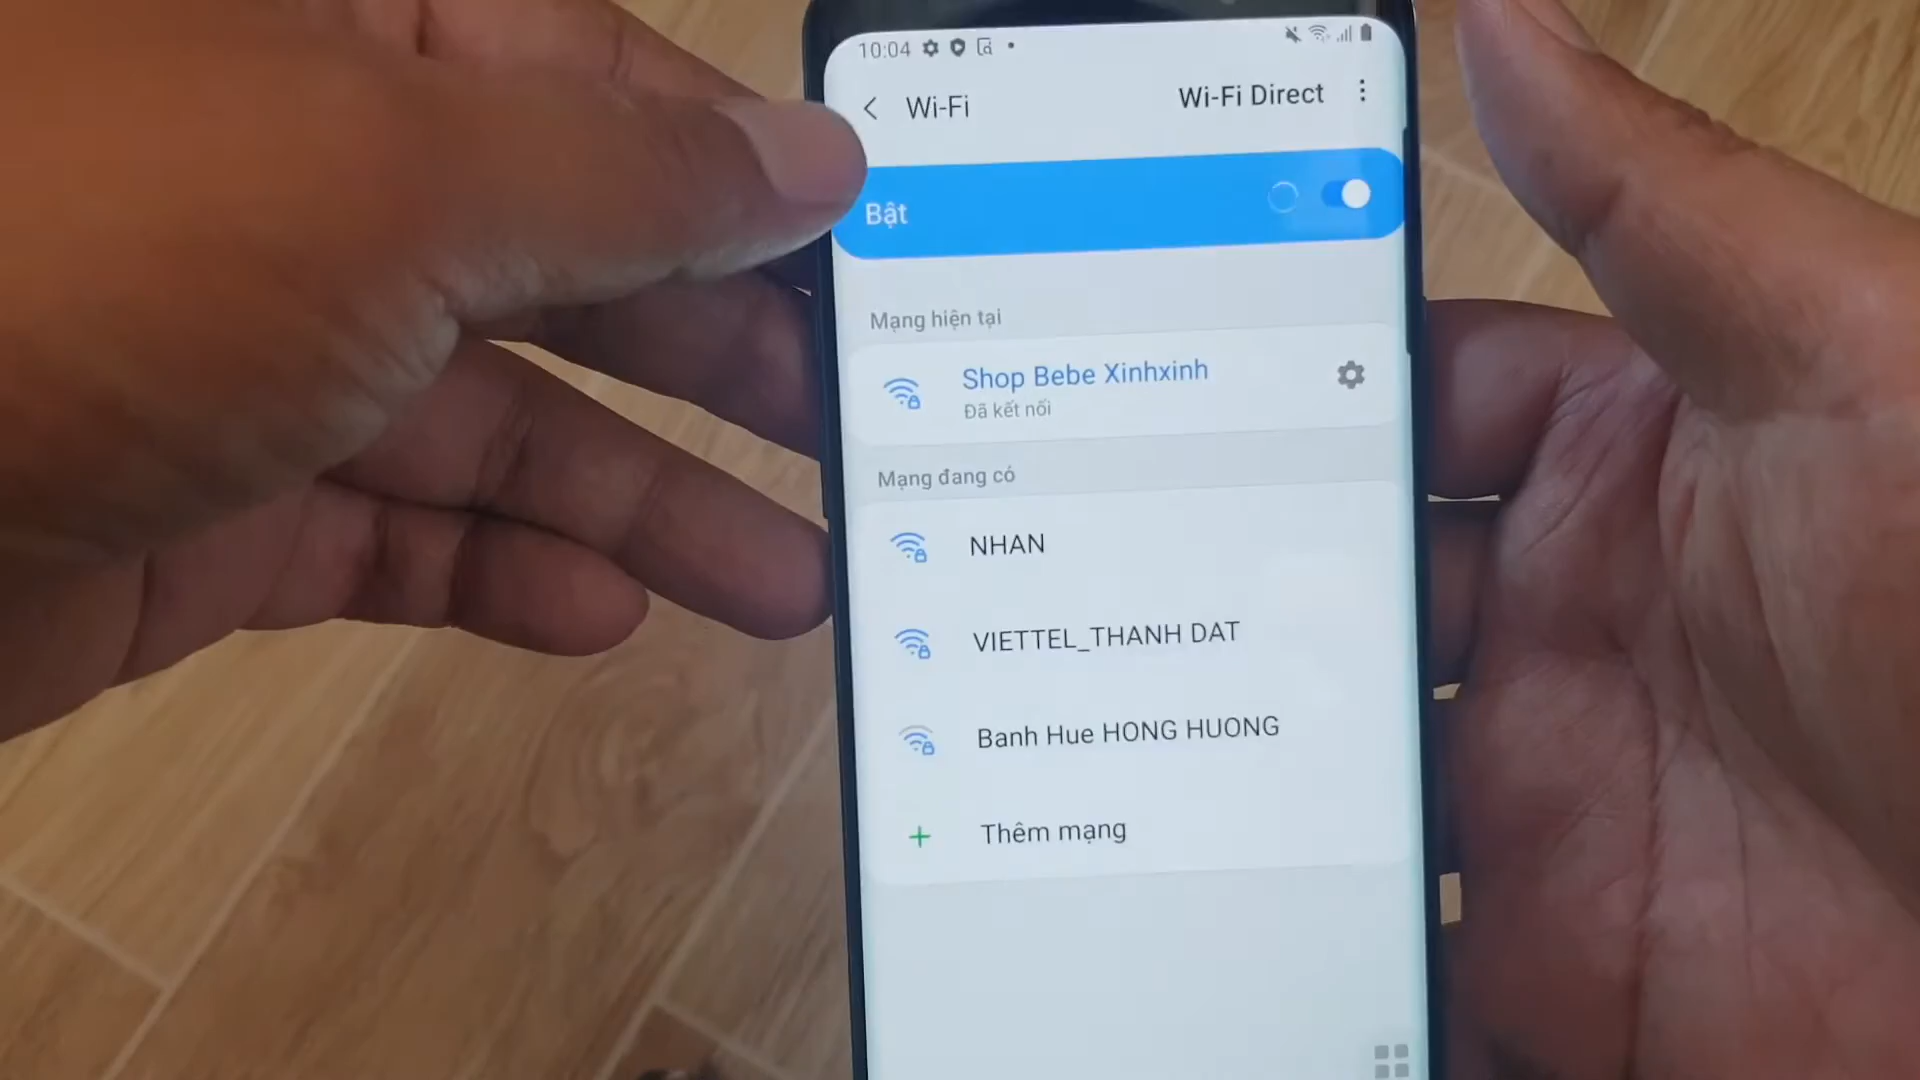 10:04
Wi-Fi
Wi-Fi Direct
Bật
Mạng hiện tại
Shop Bebe Xinhxinh
Đã kết nối
Mạng đang có
NHAN
VIETTEL_THANH DAT
Banh Hue HONG HUONG
Thêm mạng